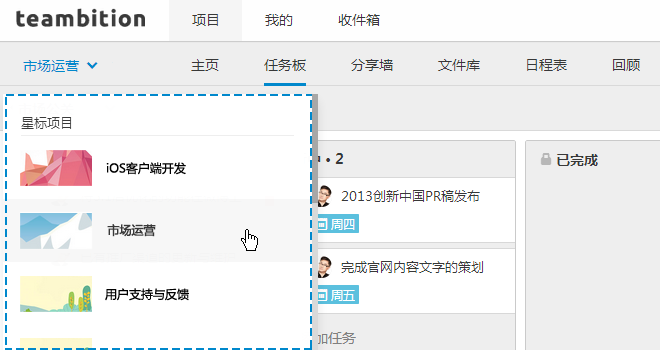 teambition 项目 我的 收件箱
市场运营 主页 任务板 分享墙 文件库 日程表 回顾
星标项目
iOS客户端开发
市场运营
用户支持与反馈
• 2
2013创新中国PR稿发布
周四
完成官网内容文字的策划
周五
加任务
已完成